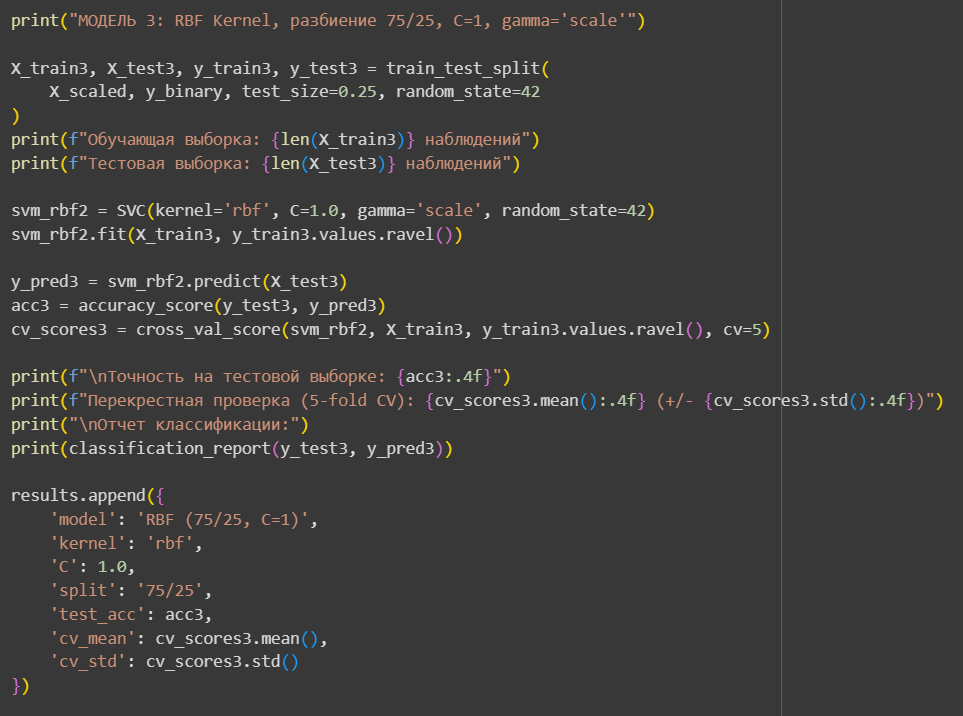 print("МОДЕЛЬ 3: RBF Kernel, разбиение 75/25, C=1, gamma='scale'")
X_train3, X_test3, y_train3, y_test3 = train_test_split(
    X_scaled, y_binary, test_size=0.25, random_state=42
)
print(f"Обучающая выборка: {len(X_train3)} наблюдений")
print(f"Тестовая выборка: {len(X_test3)} наблюдений")
svm_rbf2 = SVC(kernel='rbf', C=1.0, gamma='scale', random_state=42)
svm_rbf2.fit(X_train3, y_train3.values.ravel())
y_pred3 = svm_rbf2.predict(X_test3)
acc3 = accuracy_score(y_test3, y_pred3)
cv_scores3 = cross_val_score(svm_rbf2, X_train3, y_train3.values.ravel(), cv=5)
print(f"\nТочность на тестовой выборке: {acc3:.4f}")
print(f"Перекрестная проверка (5-fold CV): {cv_scores3.mean():.4f} (+/- {cv_scores3.std():.4f})")
print("\nОтчет классификации:")
print(classification_report(y_test3, y_pred3))
results.append({
    'model': 'RBF (75/25, C=1)',
    'kernel': 'rbf',
    'C': 1.0,
    'split': '75/25',
    'test_acc': acc3,
    'cv_mean': cv_scores3.mean(),
    'cv_std': cv_scores3.std()
})